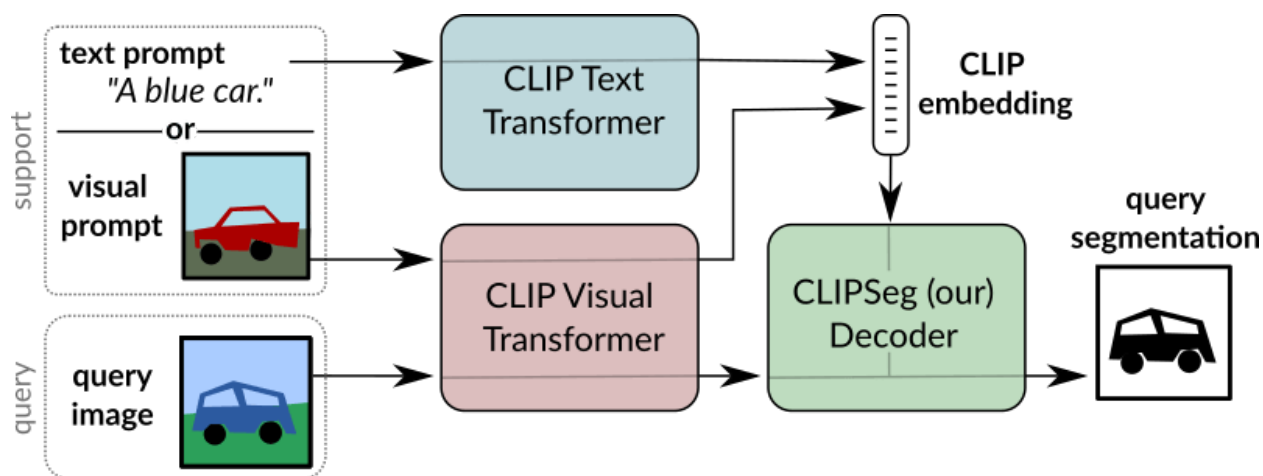 support
text prompt
"A blue car."
or
visual
prompt
query
query
image
CLIP Text
Transformer
CLIP Visual
Transformer
CLIP
embedding
CLIPSeg (our)
Decoder
query
segmentation